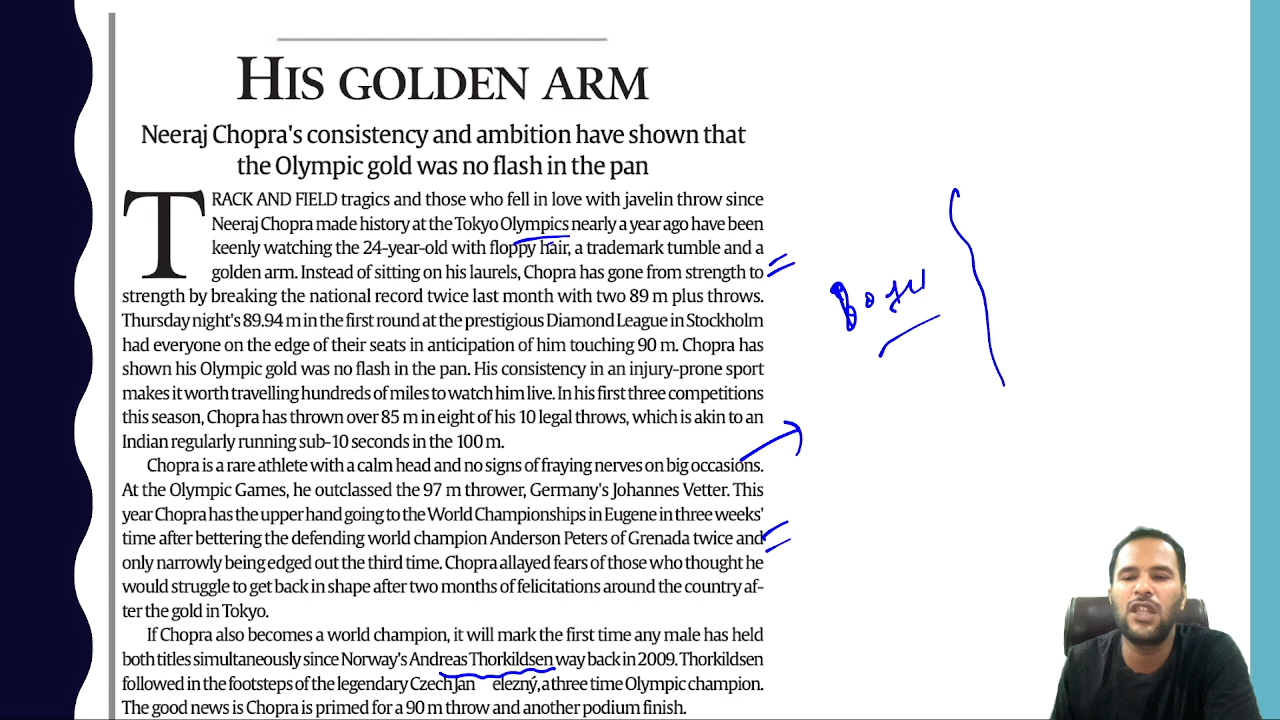 HIS GOLDEN ARM
Neeraj Chopra's consistency and ambition have shown that
the Olympic gold was no flash in the pan
TRACK AND FIELD tragics and those who fell in love with javelin throw since
Neeraj Chopra made history at the Tokyo Olympics nearly a year ago have been
keenly watching the 24-year-old with floppy hair, a trademark tumble and a
golden arm. Instead of sitting on his laurels, Chopra has gone from strength to
strength by breaking the national record twice last month with two 89 m plus throws.
Thursday night's 89.94 m in the first round at the prestigious Diamond League in Stockholm
had everyone on the edge of their seats in anticipation of him touching 90 m. Chopra has
shown his Olympic gold was no flash in the pan. His consistency in an injury-prone sport
makes it worth travelling hundreds of miles to watch him live. In his first three competitions
this season, Chopra has thrown over 85 m in eight of his 10 legal throws, which is akin to an
Indian regularly running sub-10 seconds in the 100 m.
Chopra is a rare athlete with a calm head and no signs of fraying nerves on big occasions.
At the Olympic Games, he outclassed the 97 m thrower, Germany's Johannes Vetter. This
year Chopra has the upper hand going to the World Championships in Eugene in three weeks'
time after bettering the defending world champion Anderson Peters of Grenada twice and
only narrowly being edged out the third time. Chopra allayed fears of those who thought he
would struggle to get back in shape after two months of felicitations around the country af-
ter the gold in Tokyo.
If Chopra also becomes a world champion, it will mark the first time any male has held
both titles simultaneously since Norway's Andreas Thorkildsen way back in 2009. Thorkildsen
followed in the footsteps of the legendary Czech Jan elezný, a three time Olympic champion.
The good news is Chopra is primed for a 90 m throw and another podium finish.